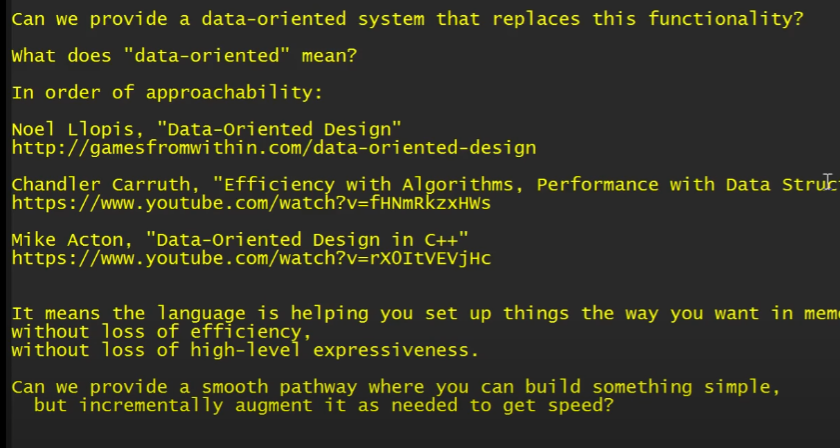 Can we provide a data-oriented system that replaces this functionality?
What does "data-oriented" mean?
In order of approachability:
Noel Llopis, "Data-Oriented Design"
http://gamesfromwithin.com/data-oriented-design
Chandler Carruth, "Efficiency with Algorithms, Performance with Data Struc
https://www.youtube.com/watch?v=fHNmRkzxHWs
Mike Acton, "Data-Oriented Design in C++"
https://www.youtube.com/watch?v=rX0ItVEVjHc
It means the language is helping you set up things the way you want in mem
without loss of efficiency,
without loss of high-level expressiveness.
Can we provide a smooth pathway where you can build something simple,
but incrementally augment it as needed to get speed?